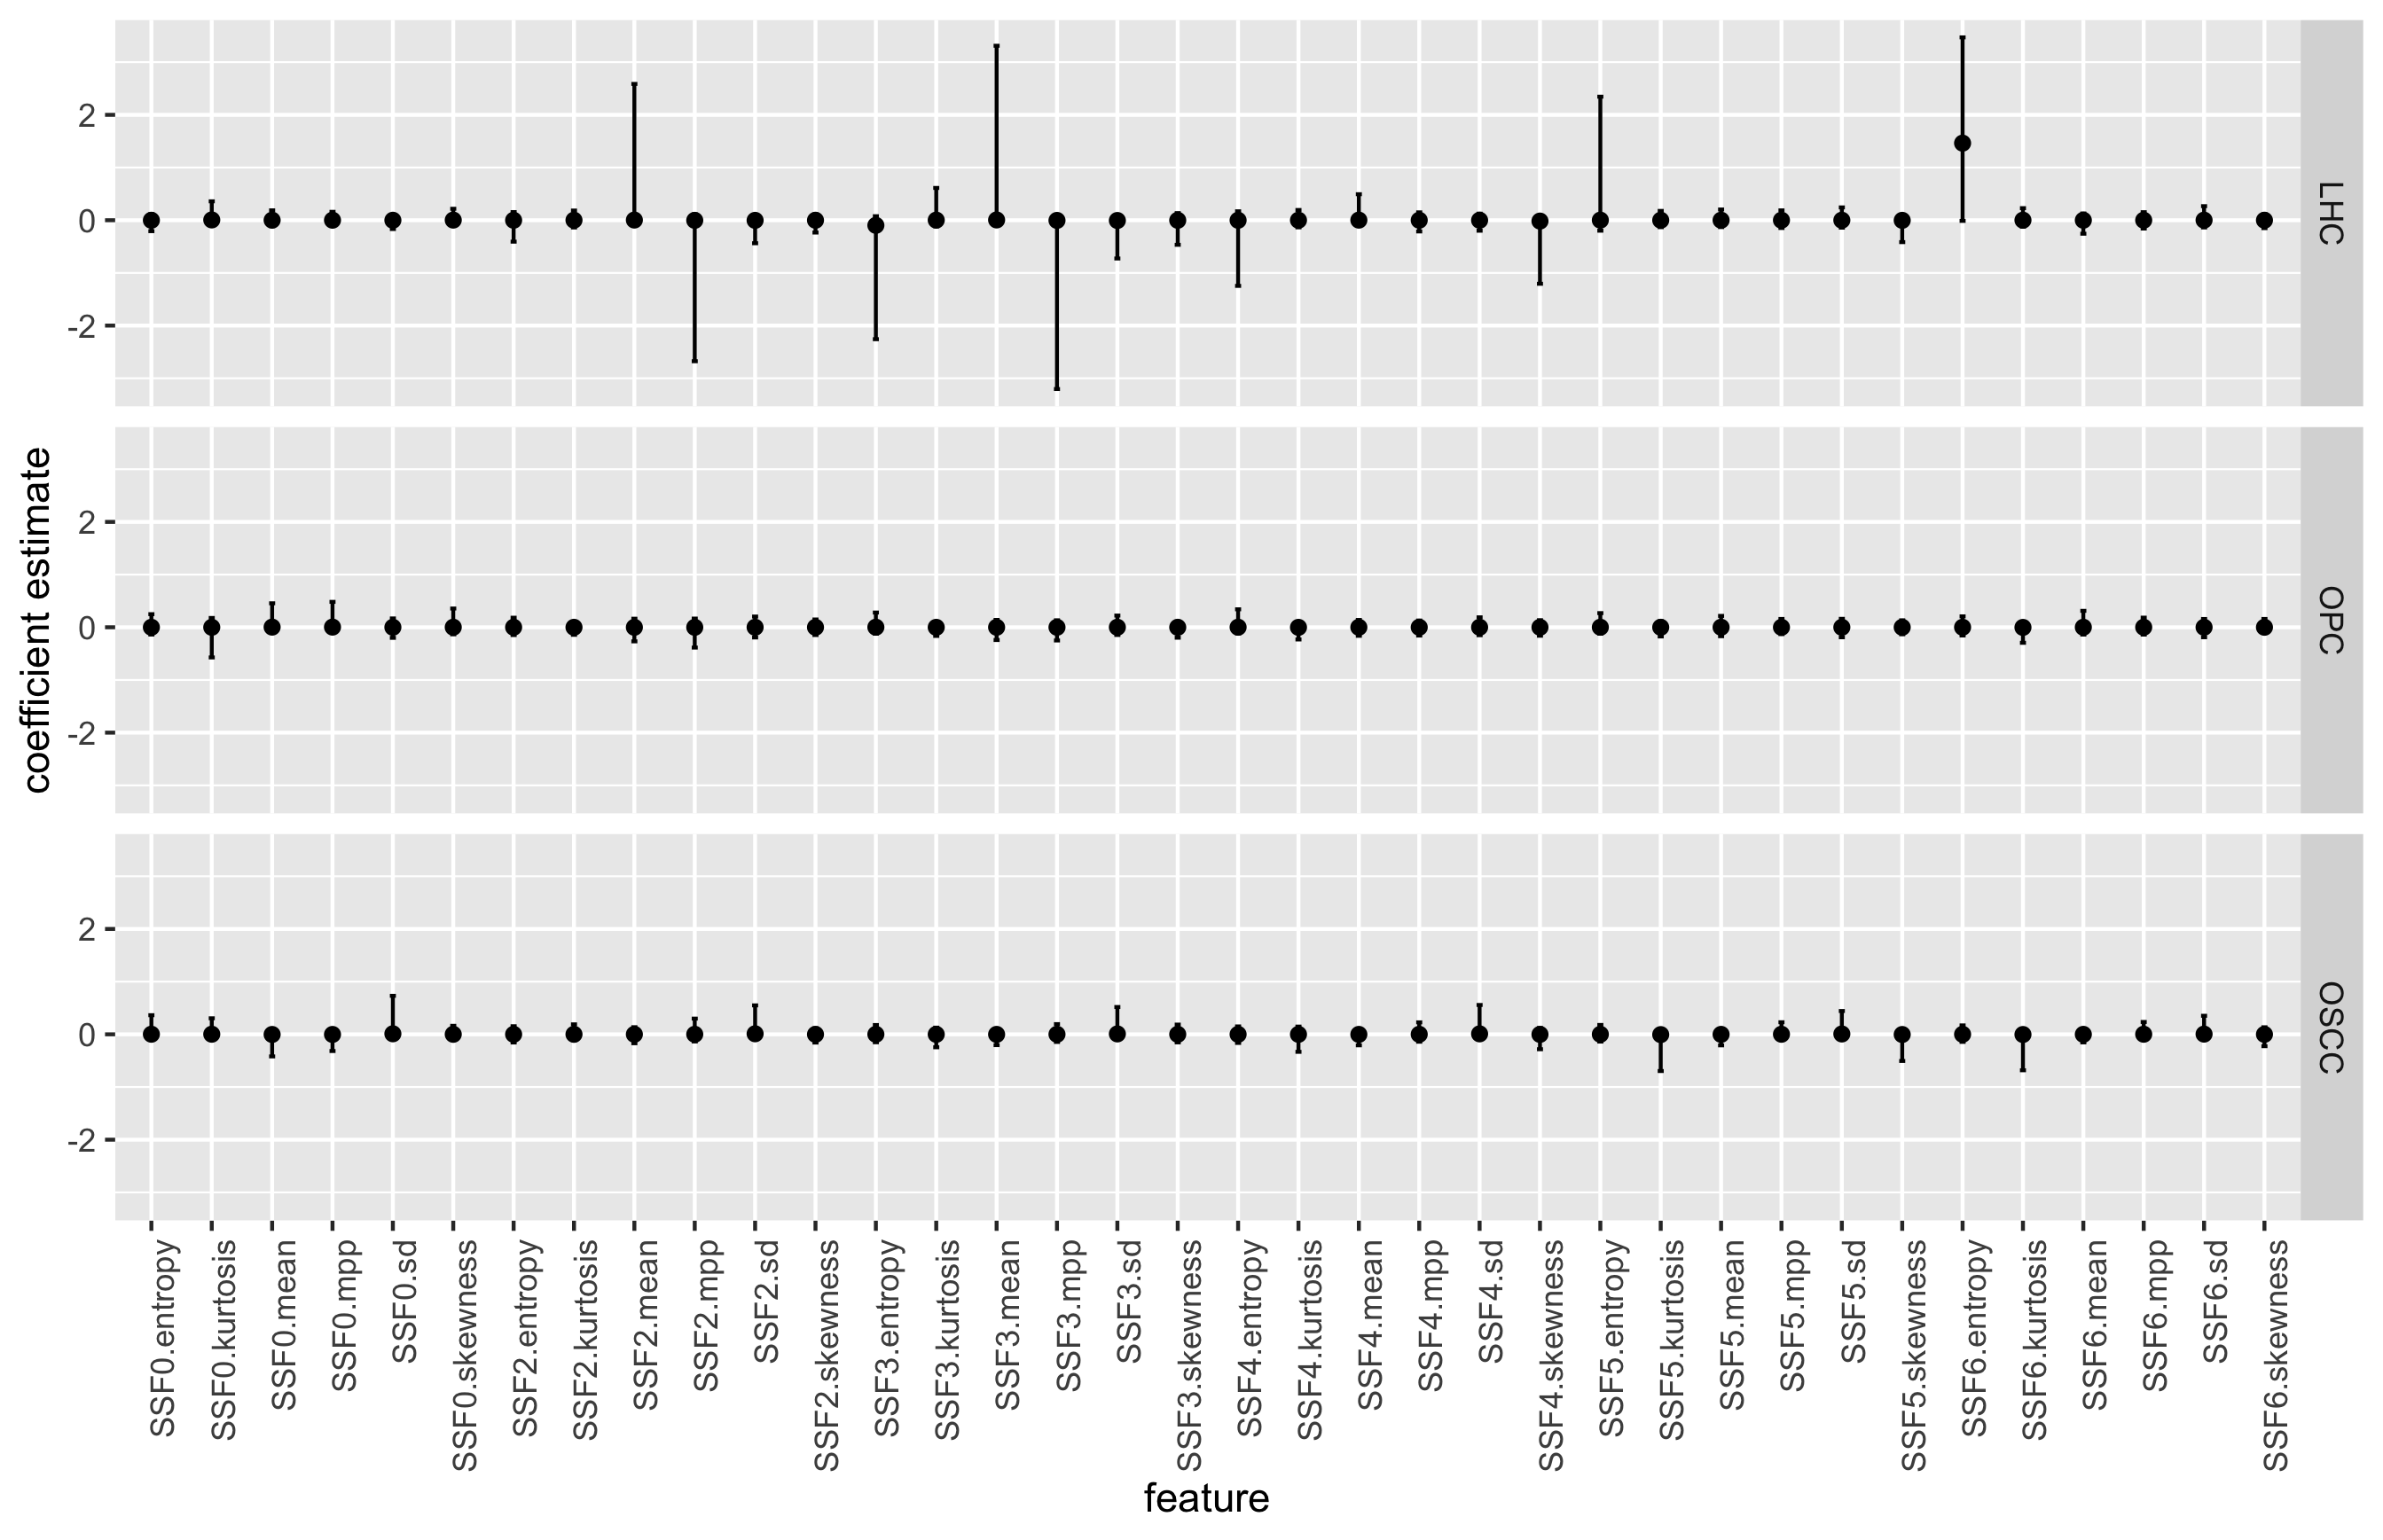 2
0
-2
LHC
coefficient estimate
2
0
-2
OPC
2
0
-2
OSCC
SSF0.entropy
SSF0.kurtosis
SSF0.mean
SSF0.mpp
SSF0.sd
SSF0.skewness
SSF2.entropy
SSF2.kurtosis
SSF2.mean
SSF2.mpp
SSF2.sd
SSF2.skewness
SSF3.entropy
SSF3.kurtosis
SSF3.mean
SSF3.mpp
SSF3.sd
SSF3.skewness
SSF4.entropy
SSF4.kurtosis
SSF4.mean
SSF4.mpp
SSF4.sd
SSF4.skewness
SSF5.entropy
SSF5.kurtosis
SSF5.mean
SSF5.mpp
SSF5.sd
SSF5.skewness
SSF6.entropy
SSF6.kurtosis
SSF6.mean
SSF6.mpp
SSF6.sd
SSF6.skewness
feature